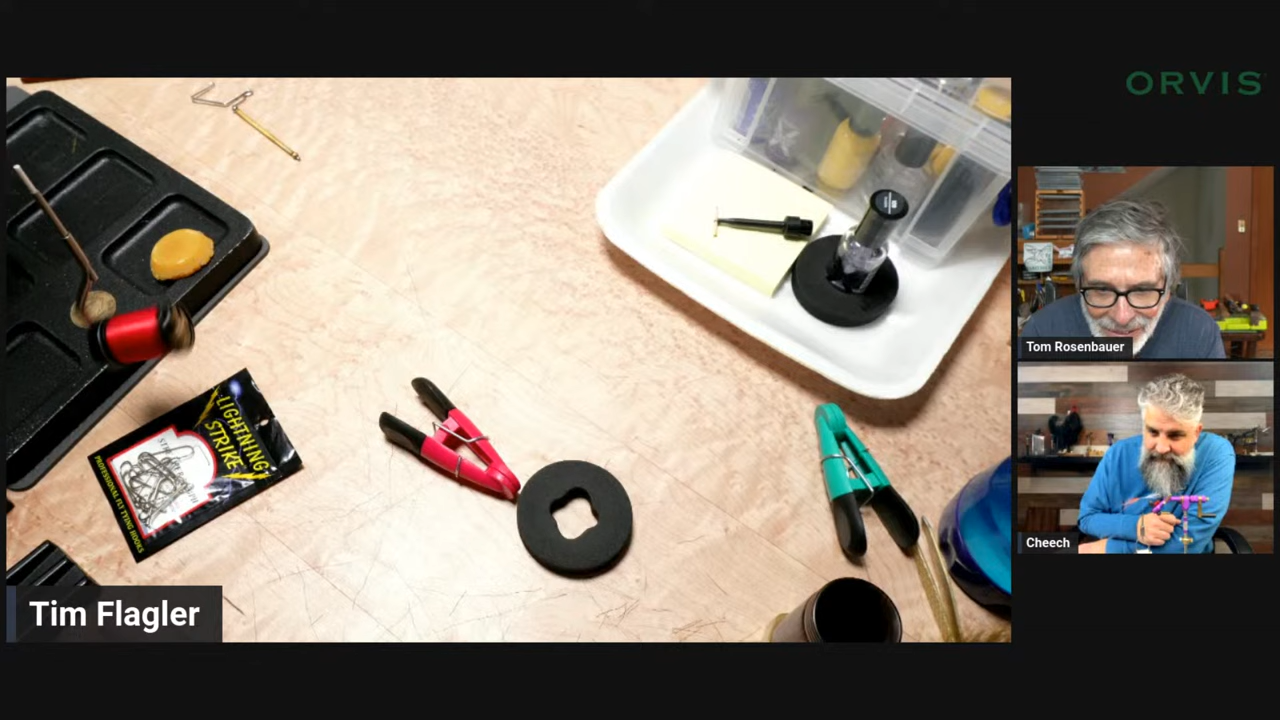 ORVIS
LIGHTNING
STRIKE
PROFESSIONAL FLY TYING HOOKS
Tim Flagler
Tom Rosenbauer
Cheech